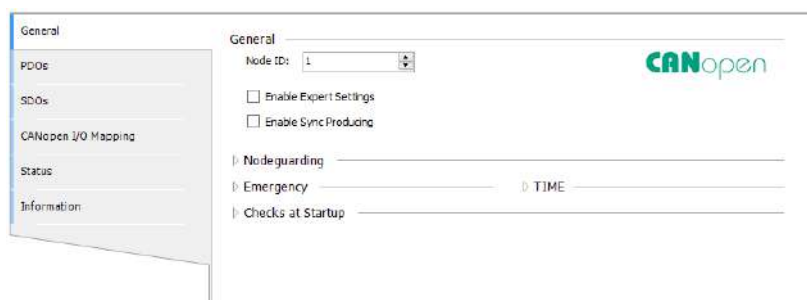 General
PDOs
SDOs
CANopen I/O Mapping
Status
Information
General
Node ID: 1
CANopen
Enable Expert Settings
Enable Sync Producing
Nodeguarding
Emergency
TIME
Checks at Startup